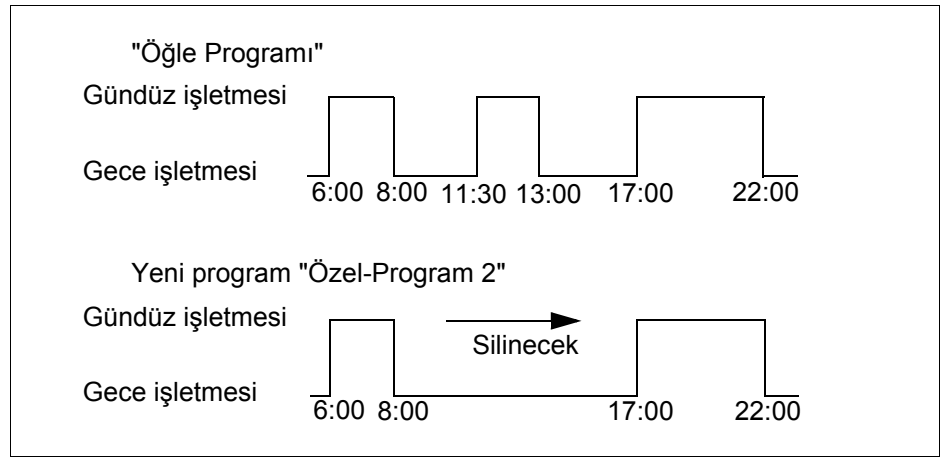 "Öğle Programı"
Gündüz işletmesi
Gece işletmesi
6:00 8:00 11:30 13:00 17:00 22:00
Yeni program "Özel-Program 2"
Gündüz işletmesi
Silinecek
Gece işletmesi
6:00 8:00 17:00 22:00